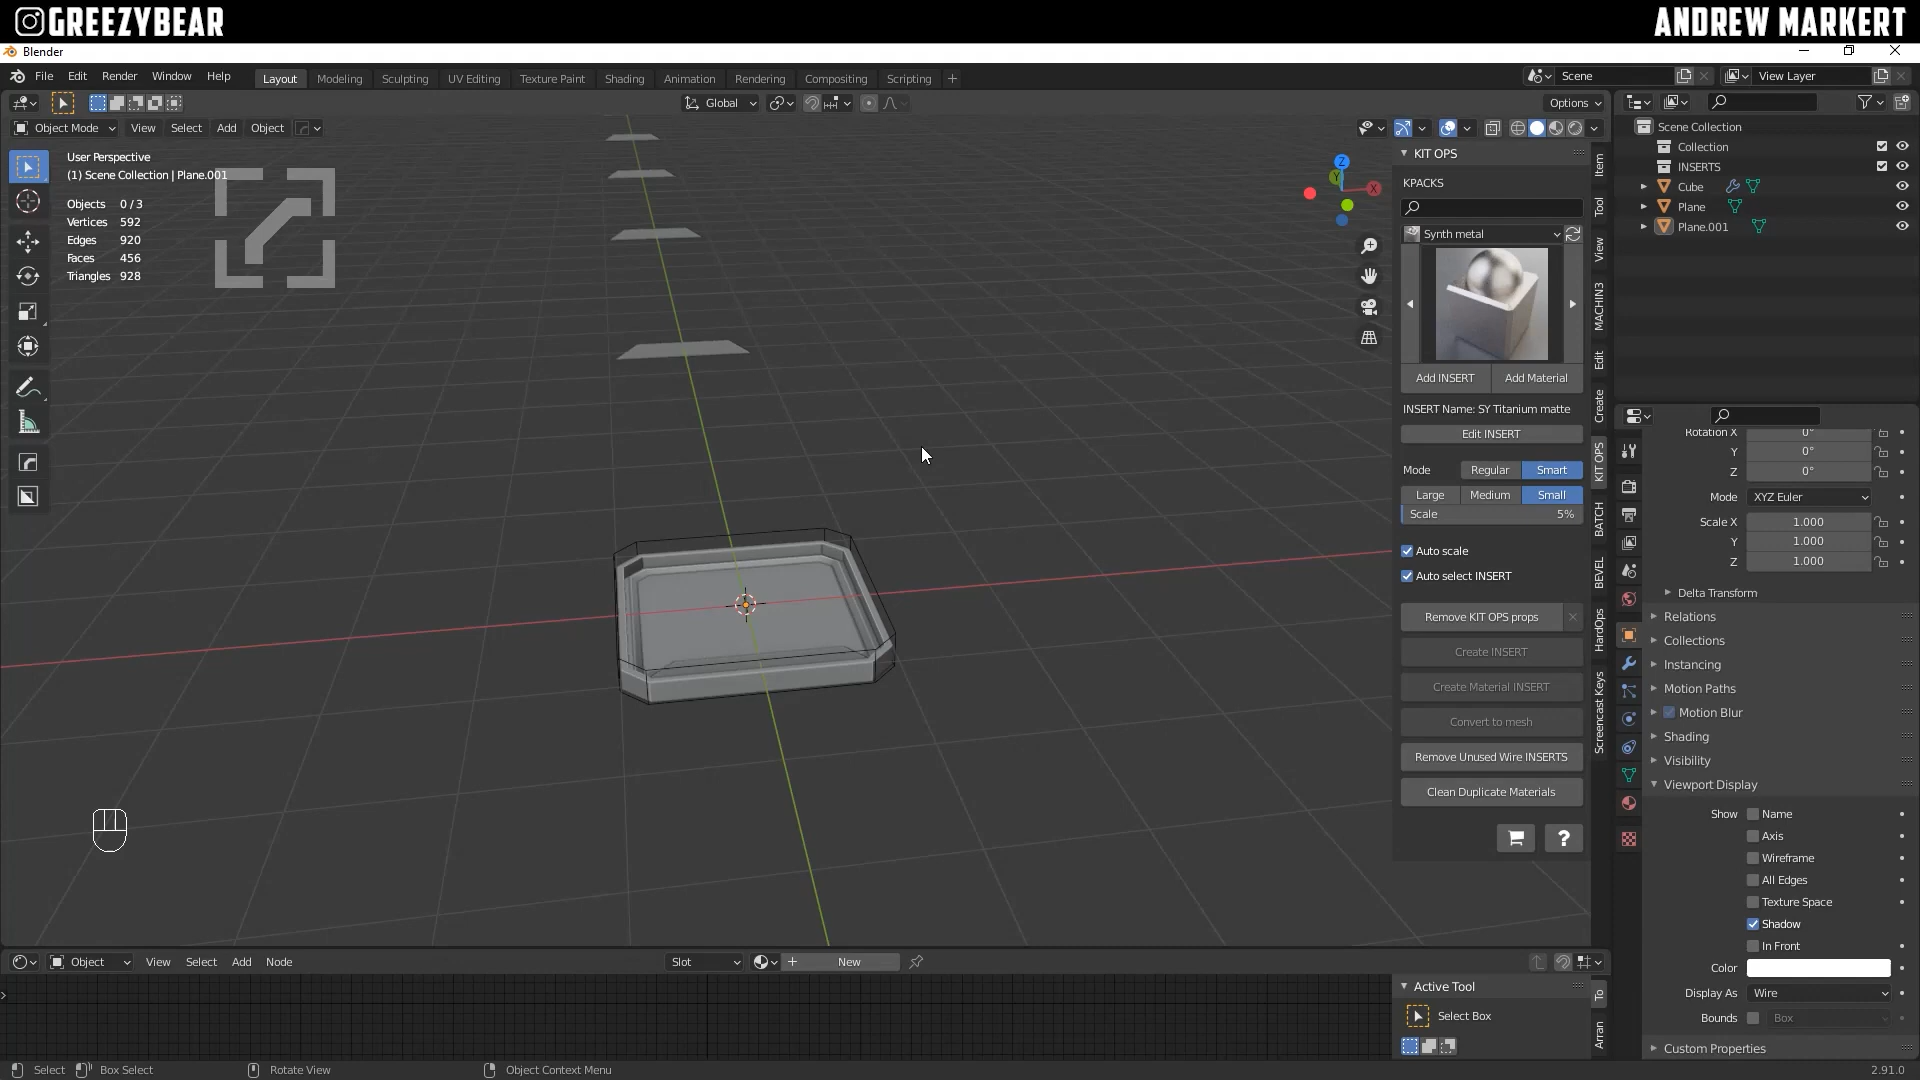 GREEZYBEAR
ANDREW MARKERT
Blender
File Edit Render Window Help
Layout Modeling Sculpting UV Editing Texture Paint Shading Animation Rendering Compositing Scripting +
Scene
View Layer
Global
Options
Object Mode View Select Add Object
User Perspective
(1) Scene Collection | Plane.001
Objects 0 / 3
Vertices 592
Edges 920
Faces 456
Triangles 928
Z
Y
X
KIT OPS
KPACKS
Synth metal
Add INSERT Add Material
INSERT Name: SY Titanium matte
Edit INSERT
Mode Regular Smart
Large Medium Small
Scale 5%
Auto scale
Auto select INSERT
Remove KIT OPS props
Create INSERT
Create Material INSERT
Convert to mesh
Remove Unused Wire INSERTS
Clean Duplicate Materials
?
Item
Tool
View
MACHIN3
Edit
Create
KIT OPS
BATCH
BEVEL
HardOps
Screencast Keys
Scene Collection
Collection
INSERTS
Cube
Plane
Plane.001
Rotation X 0°
Y 0°
Z 0°
Mode XYZ Euler
Scale X 1.000
Y 1.000
Z 1.000
Delta Transform
Relations
Collections
Instancing
Motion Paths
Motion Blur
Shading
Visibility
Viewport Display
Show Name
Axis
Wireframe
All Edges
Texture Space
Shadow
In Front
Color
Display As Wire
Bounds Box
Custom Properties
Object View Select Add Node
Slot
New
Active Tool
Select Box
To
Arran
Select Box Select Rotate View Object Context Menu
2.91.0